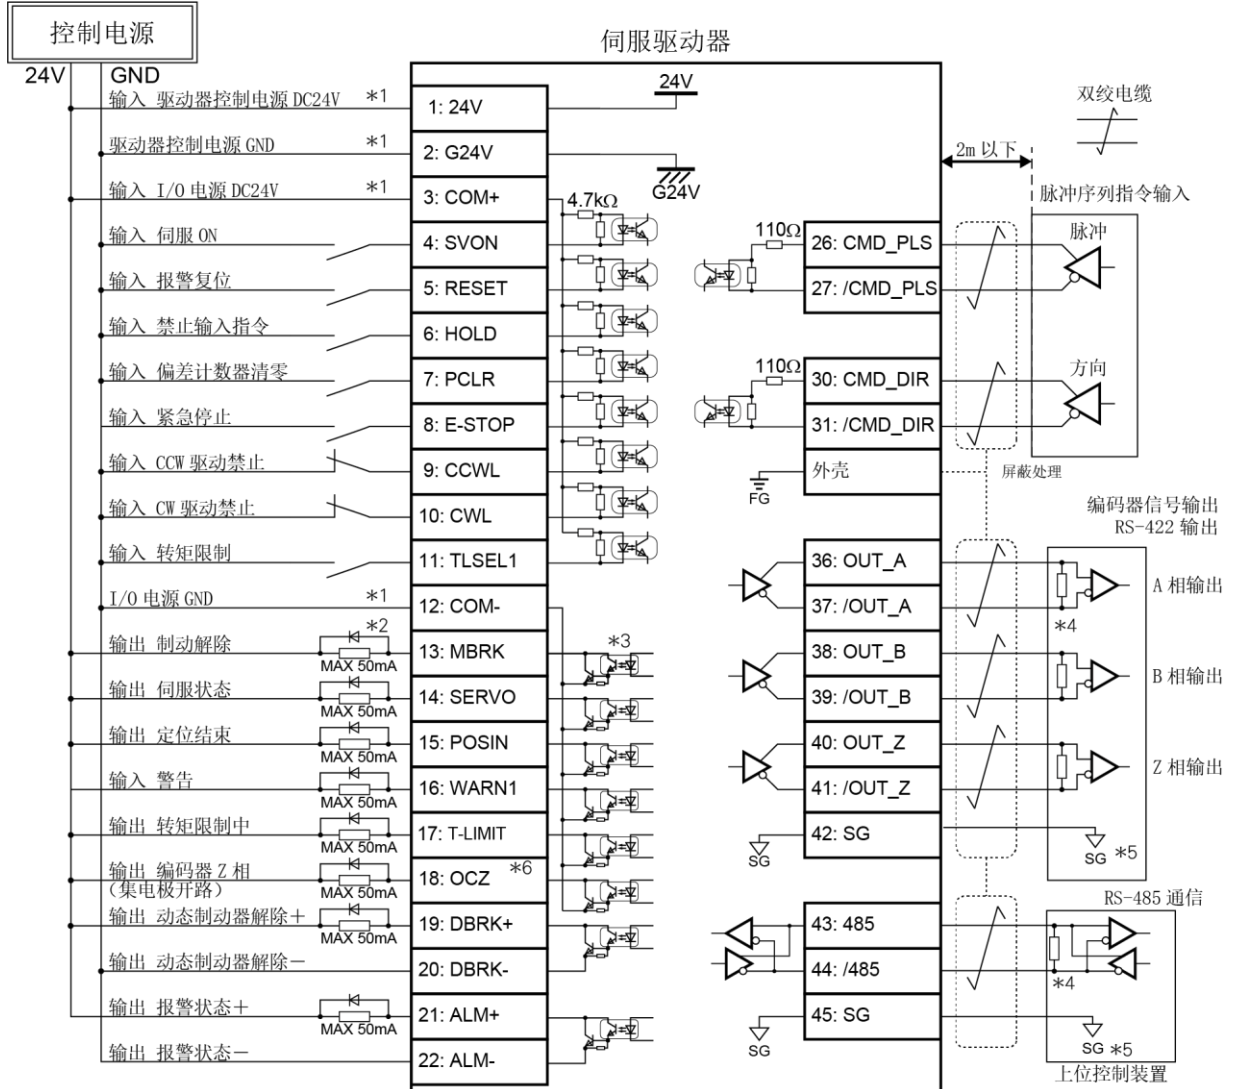 控制电源
24V
GND
伺服驱动器
输入 驱动器控制电源 DC24V *1
1: 24V
24V
驱动器控制电源 GND *1
2: G24V
G24V
输入 I/O 电源 DC24V *1
3: COM+
4.7kΩ
输入 伺服 ON
4: SVON
输入 报警复位
5: RESET
输入 禁止输入指令
6: HOLD
输入 偏差计数器清零
7: PCLR
输入 紧急停止
8: E-STOP
输入 CCW 驱动禁止
9: CCWL
输入 CW 驱动禁止
10: CWL
输入 转矩限制
11: TLSEL1
I/O 电源 GND *1
12: COM-
输出 制动解除
*2
MAX 50mA
13: MBRK
*3
输出 伺服状态
MAX 50mA
14: SERVO
输出 定位结束
MAX 50mA
15: POSIN
输入 警告
MAX 50mA
16: WARN1
输出 转矩限制中
MAX 50mA
17: T-LIMIT
输出 编码器 Z 相
(集电极开路)
MAX 50mA
18: OCZ *6
输出 动态制动器解除＋
MAX 50mA
19: DBRK+
输出 动态制动器解除－
20: DBRK-
输出 报警状态＋
MAX 50mA
21: ALM+
输出 报警状态－
22: ALM-
双绞电缆
2m 以下
脉冲序列指令输入
110Ω
26: CMD_PLS
脉冲
27: /CMD_PLS
110Ω
30: CMD_DIR
方向
31: /CMD_DIR
FG
外壳
屏蔽处理
编码器信号输出
RS-422 输出
36: OUT_A
37: /OUT_A
*4
A 相输出
38: OUT_B
39: /OUT_B
B 相输出
40: OUT_Z
41: /OUT_Z
Z 相输出
SG
42: SG
SG *5
RS-485 通信
43: 485
44: /485
*4
SG
45: SG
SG *5
上位控制装置